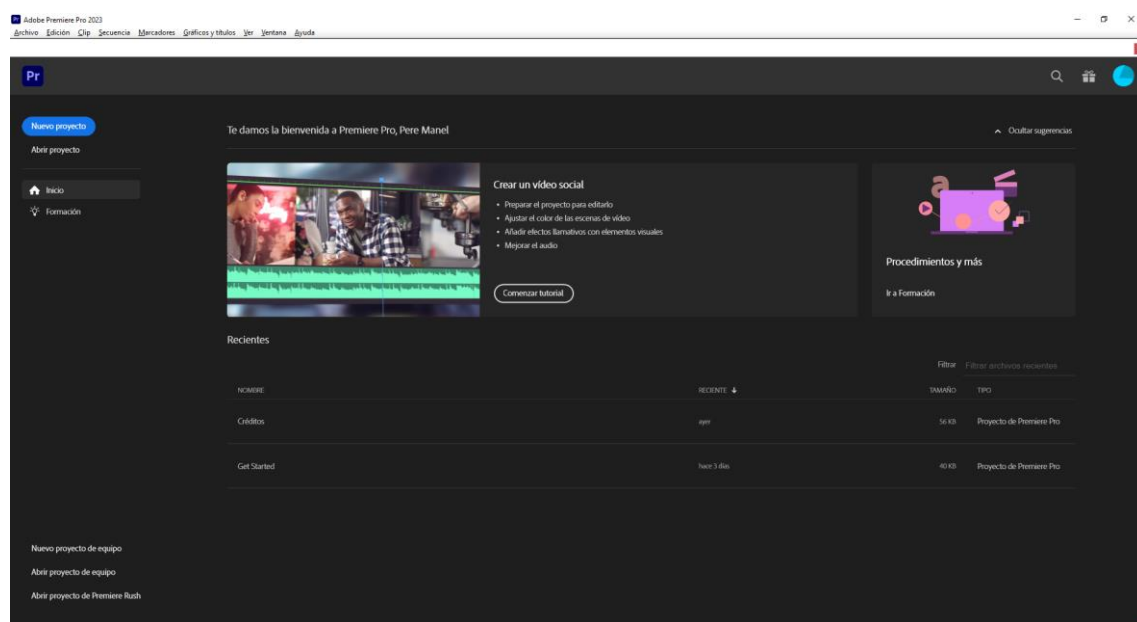 Adobe Premiere Pro 2023
Archivo Edición Clip Secuencia Marcadores Gráficos y títulos Ver Ventana Ayuda
Pr
Nuevo proyecto
Abrir proyecto
Inicio
Formación
Te damos la bienvenida a Premiere Pro, Pere Manel
Ocultar sugerencias
Crear un vídeo social
• Preparar el proyecto para editarlo
• Ajustar el color de las escenas de vídeo
• Añadir efectos llamativos con elementos visuales
• Mejorar el audio
Comenzar tutorial
a
Procedimientos y más
Ir a Formación
Recientes
Filtrar Filtrar archivos recientes
NOMBRE RECIENTE TAMAÑO TIPO
Créditos ayer 56 KB Proyecto de Premiere Pro
Get Started hace 3 días 40 KB Proyecto de Premiere Pro
Nuevo proyecto de equipo
Abrir proyecto de equipo
Abrir proyecto de Premiere Rush